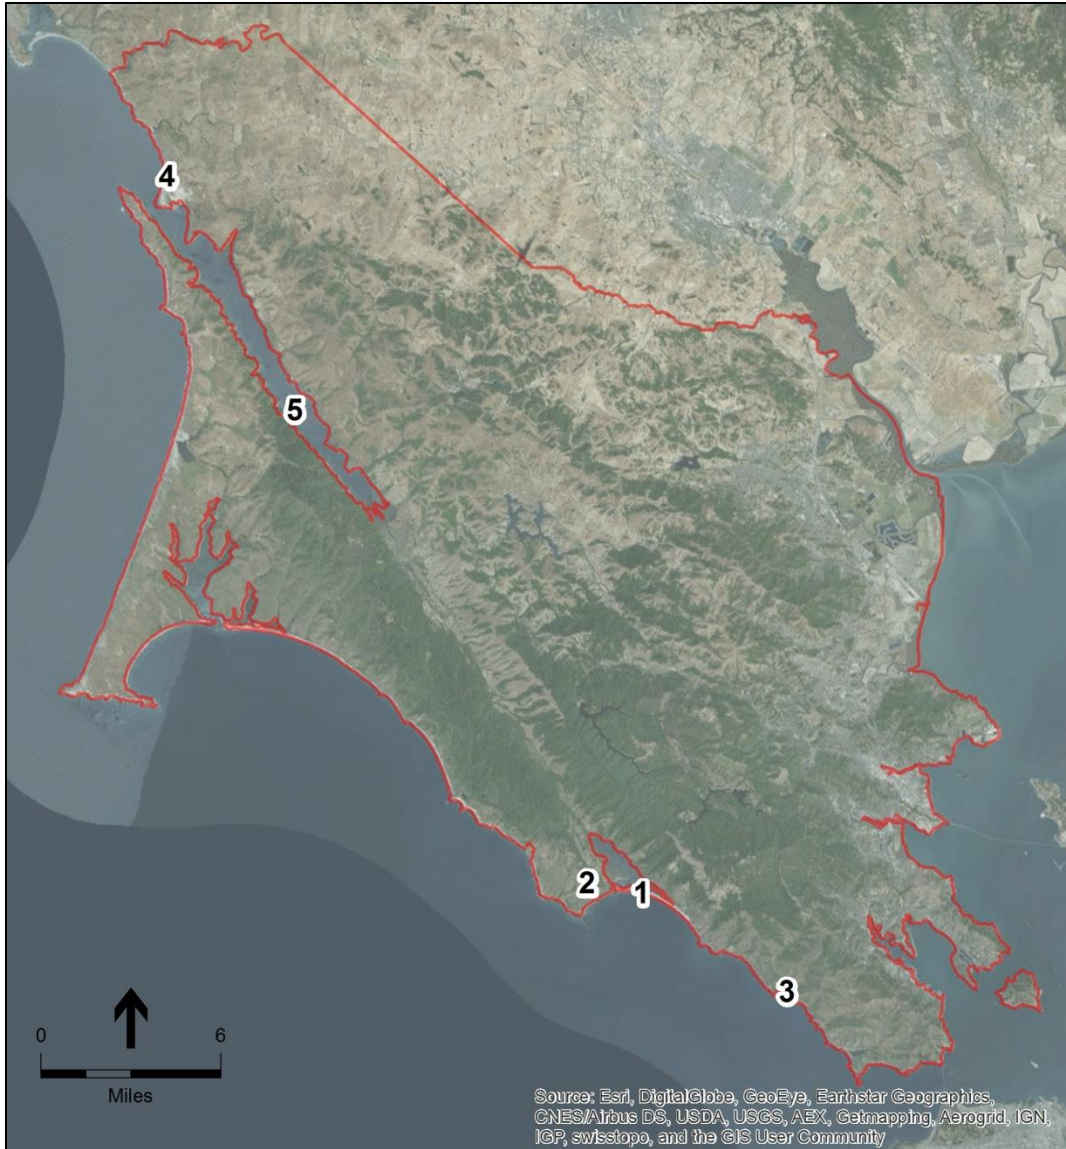 4
5
2
1
3
0 6
Miles
Source: Esri, DigitalGlobe, GeoEye, Earthstar Geographics,
CNES/Airbus DS, USDA, USGS, AEX, Getmapping, Aerogrid, IGN,
IGP, swisstopo, and the GIS User Community